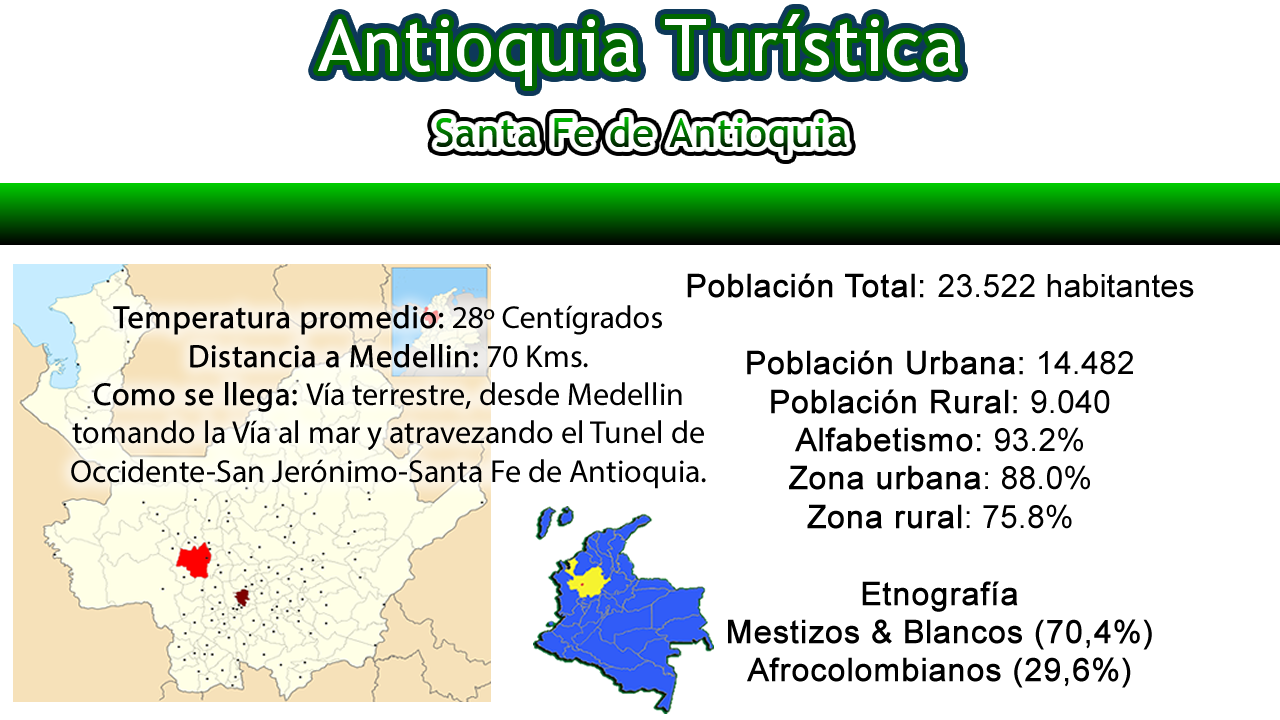 Antioquia Turística
Santa Fe de Antioquia
Temperatura promedio: 28º Centígrados
Distancia a Medellin: 70 Kms.
Como se llega: Vía terrestre, desde Medellin
tomando la Vía al mar y atravezando el Tunel de
Occidente-San Jerónimo-Santa Fe de Antioquia.
Población Total: 23.522 habitantes
Población Urbana: 14.482
Población Rural: 9.040
Alfabetismo: 93.2%
Zona urbana: 88.0%
Zona rural: 75.8%
Etnografía
Mestizos & Blancos (70,4%)
Afrocolombianos (29,6%)